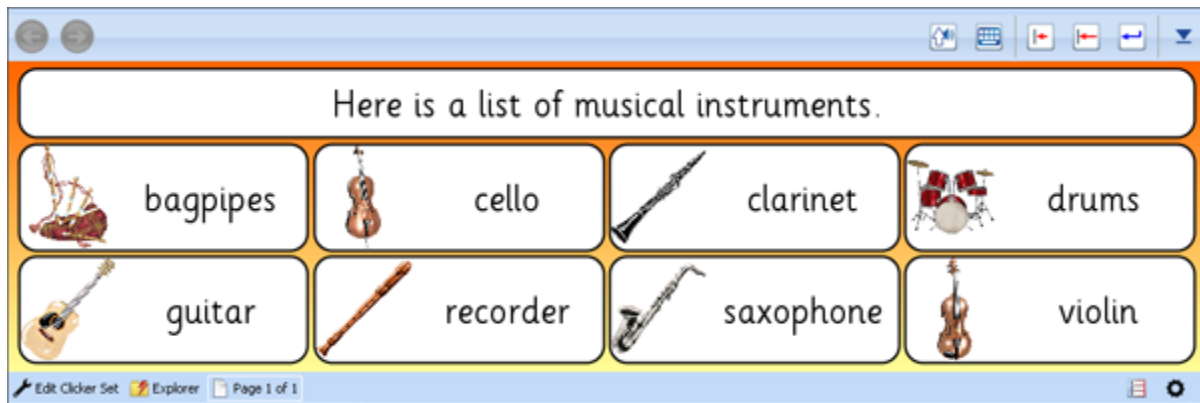 Here is a list of musical instruments.
bagpipes cello clarinet drums
guitar recorder saxophone violin
Edit Clicker Set Explorer Page 1 of 1